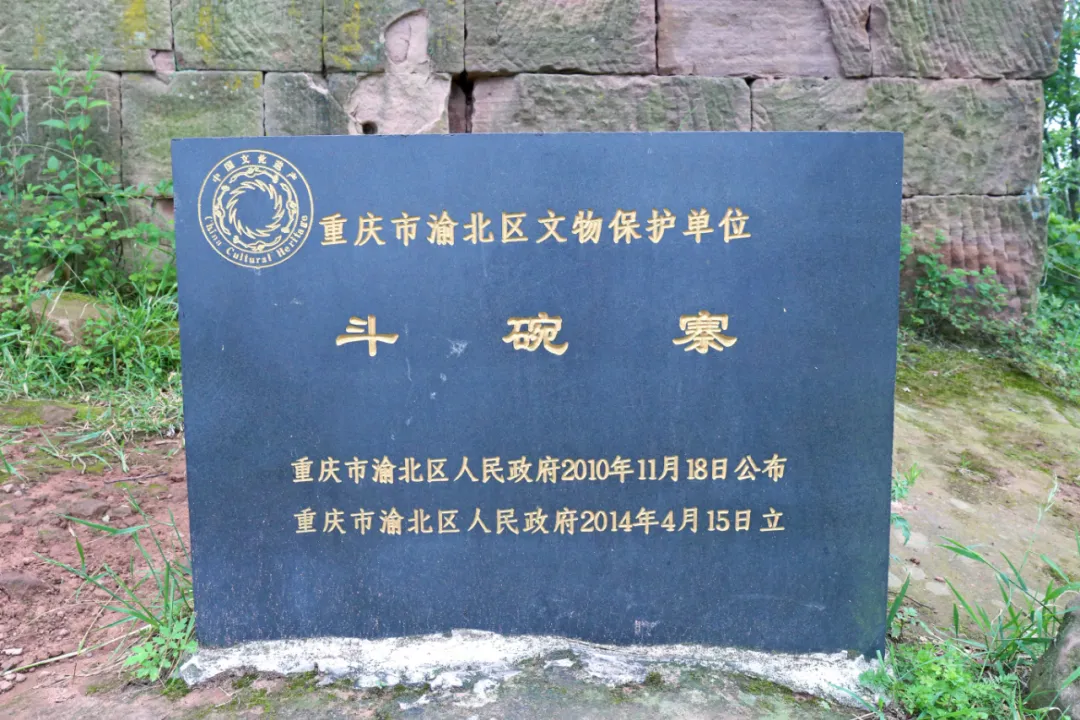 中国文化遗产
China Cultural Heritage
重庆市渝北区文物保护单位
斗碗寨
重庆市渝北区人民政府2010年11月18日公布
重庆市渝北区人民政府2014年4月15日立